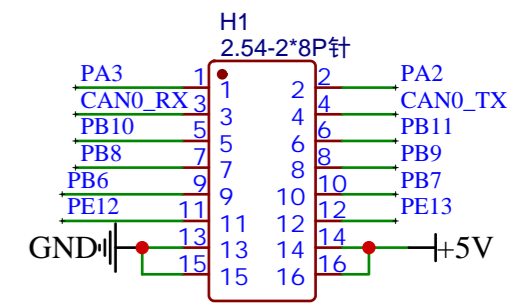 H1
2.54-2*8P针
PA3 1 1 2 2 PA2
CAN0_RX 3 3 4 4 CAN0_TX
PB10 5 5 6 6 PB11
PB8 7 7 8 8 PB9
PB6 9 9 10 10 PB7
PE12 11 11 12 12 PE13
GND 13 13 14 14 +5V
15 15 16 16